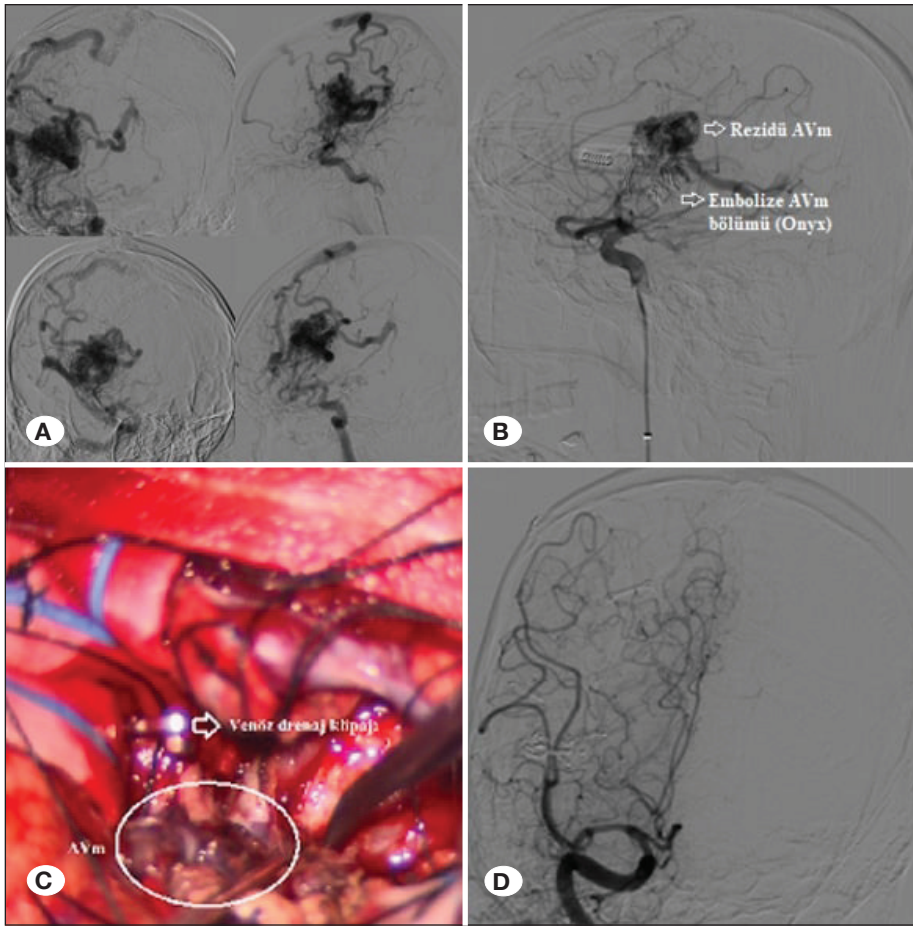 A
B
Rezidü AVm
Embolize AVm
bölümü (Onyx)
C
Venöz drenaj klipajı
AVm
D